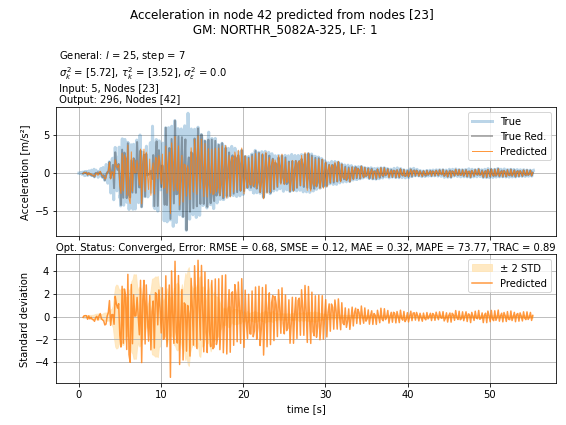 Acceleration in node 42 predicted from nodes [23]
GM: NORTHR_5082A-325, LF: 1
General: l = 25, step = 7
σ²ₖ = [5.72], τ²ₖ = [3.52], σ²ₑ = 0.0
Input: 5, Nodes [23]
Output: 296, Nodes [42]
Acceleration [m/s²]
5
0
−5
True
True Red.
Predicted
Opt. Status: Converged, Error: RMSE = 0.68, SMSE = 0.12, MAE = 0.32, MAPE = 73.77, TRAC = 0.89
Standard deviation
4
2
0
−2
−4
± 2 STD
Predicted
0 10 20 30 40 50
time [s]